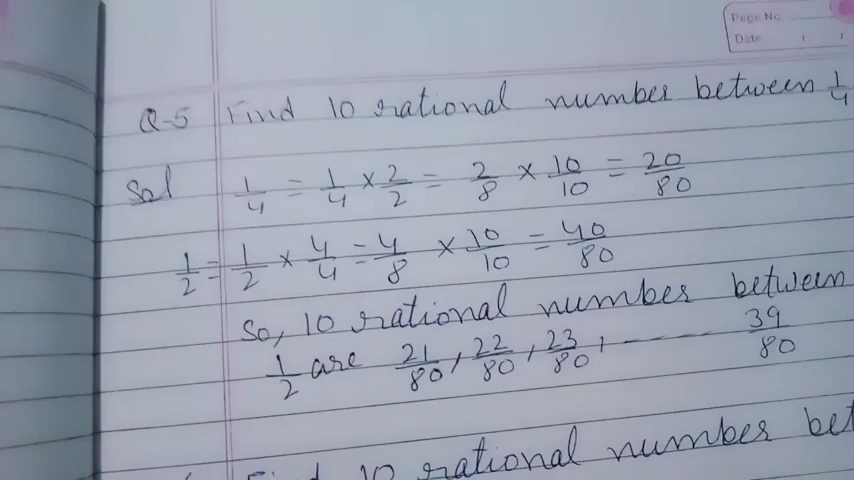 Page No
Date
Q-5 Find 10 rational number between 1/4
Sol 1/4 = 1/4 × 2/2 = 2/8 × 10/10 = 20/80
1/2 = 1/2 × 4/4 = 4/8 × 10/10 = 40/80
So, 10 rational number between
1/2 are 21/80, 22/80, 23/80, ------ 39/80
10 rational number bet